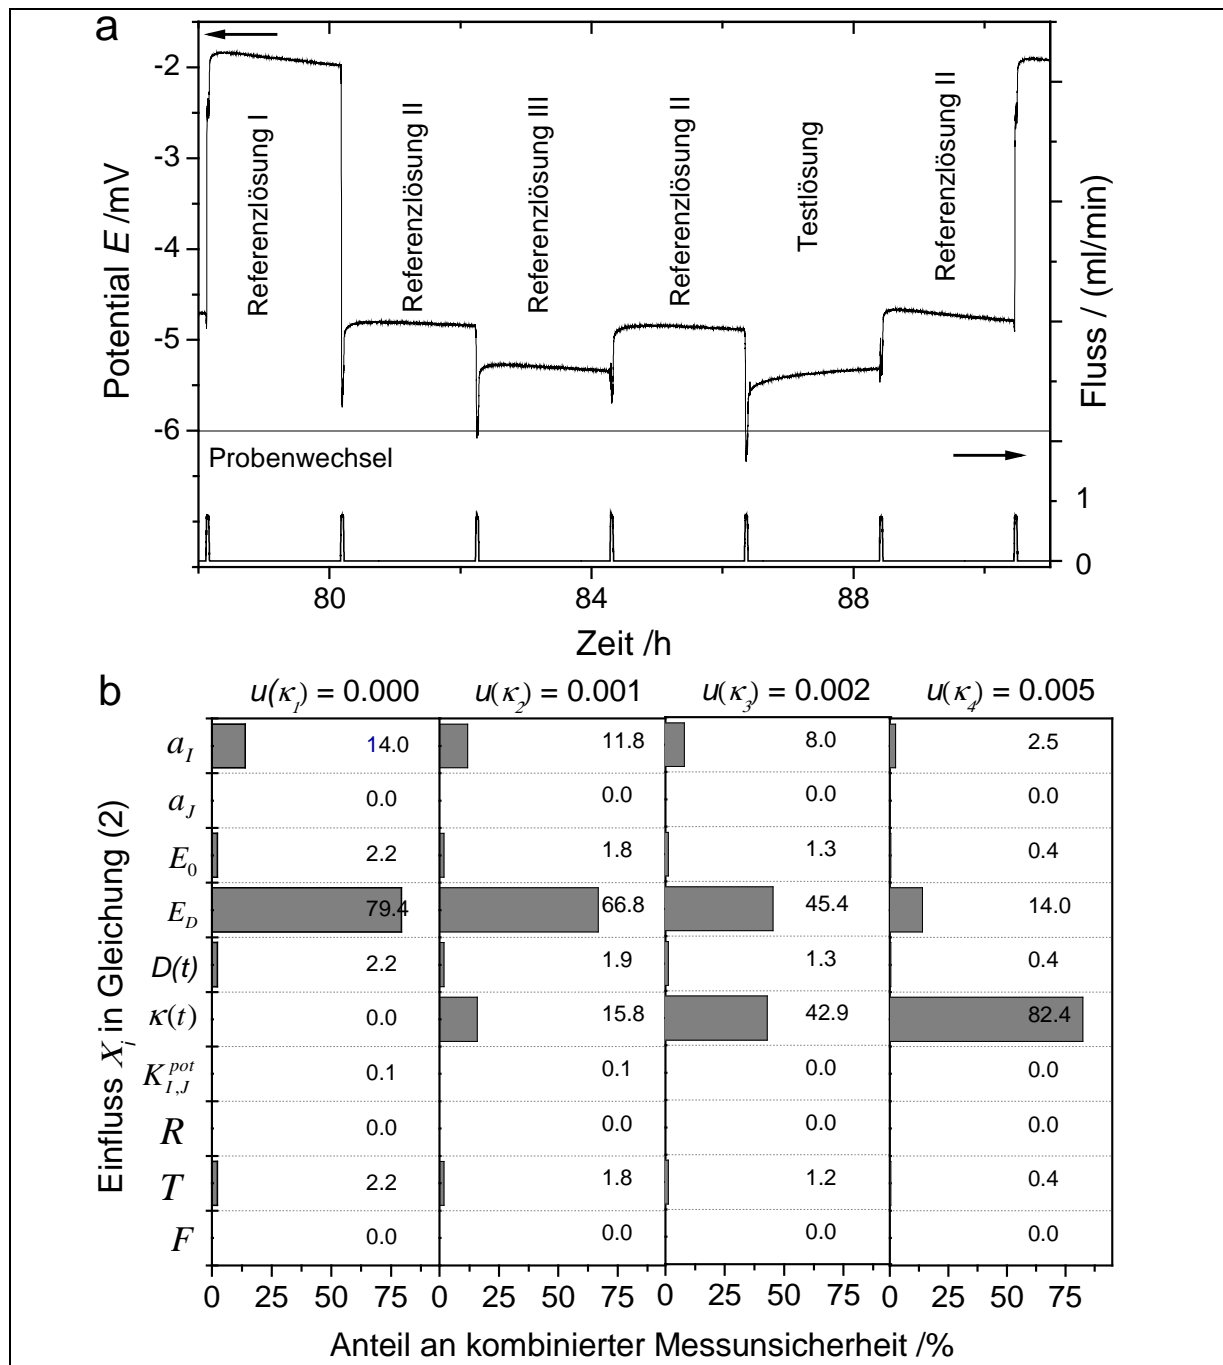 a
Potential E /mV
-2
-3
-4
-5
-6
Referenzlösung I
Referenzlösung II
Referenzlösung III
Referenzlösung II
Testlösung
Referenzlösung II
Probenwechsel
Fluss / (ml/min)
1
0
80 84 88
Zeit /h
b
u(κ₁) = 0.000 u(κ₂) = 0.001 u(κ₃) = 0.002 u(κ₄) = 0.005
Einfluss Xᵢ in Gleichung (2)
a_I 14.0 11.8 8.0 2.5
a_J 0.0 0.0 0.0 0.0
E₀ 2.2 1.8 1.3 0.4
E_D 79.4 66.8 45.4 14.0
D(t) 2.2 1.9 1.3 0.4
κ(t) 0.0 15.8 42.9 82.4
K_{I,J}^{pot} 0.1 0.1 0.0 0.0
R 0.0 0.0 0.0 0.0
T 2.2 1.8 1.2 0.4
F 0.0 0.0 0.0 0.0
0 25 50 75 0 25 50 75 0 25 50 75 0 25 50 75
Anteil an kombinierter Messunsicherheit /%